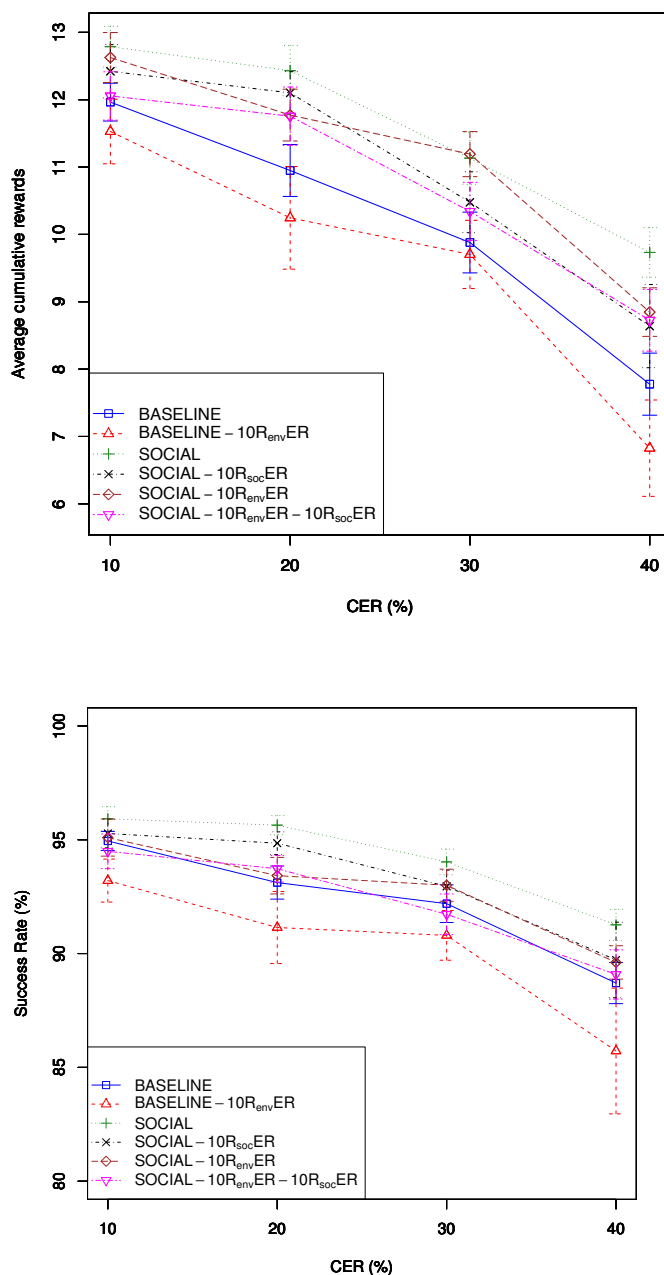 Average cumulative rewards
13
12
11
10
9
8
7
6
BASELINE
BASELINE – 10RenvER
SOCIAL
SOCIAL – 10RsocER
SOCIAL – 10RenvER
SOCIAL – 10RenvER – 10RsocER
10 20 30 40
CER (%)
Success Rate (%)
100
95
90
85
80
BASELINE
BASELINE – 10RenvER
SOCIAL
SOCIAL – 10RsocER
SOCIAL – 10RenvER
SOCIAL – 10RenvER – 10RsocER
10 20 30 40
CER (%)